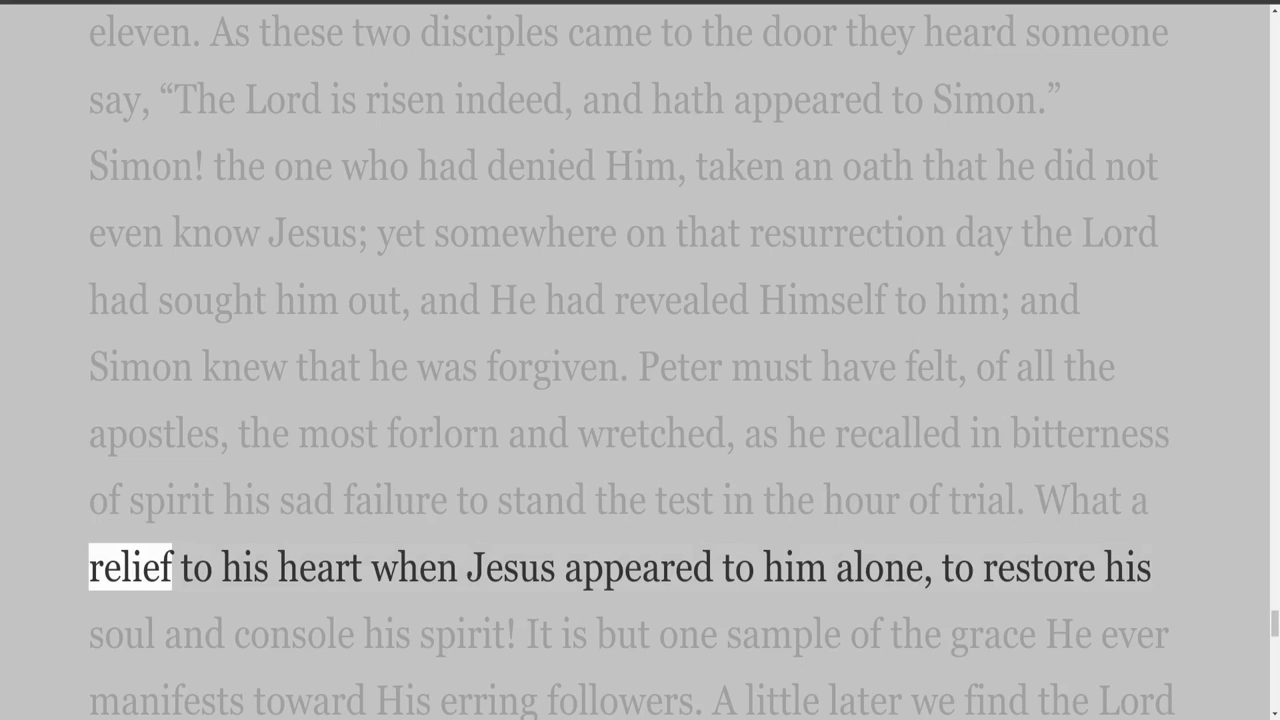 eleven. As these two disciples came to the door they heard someone
say, “The Lord is risen indeed, and hath appeared to Simon.”
Simon! the one who had denied Him, taken an oath that he did not
even know Jesus; yet somewhere on that resurrection day the Lord
had sought him out, and He had revealed Himself to him; and
Simon knew that he was forgiven. Peter must have felt, of all the
apostles, the most forlorn and wretched, as he recalled in bitterness
of spirit his sad failure to stand the test in the hour of trial. What a
relief to his heart when Jesus appeared to him alone, to restore his
soul and console his spirit! It is but one sample of the grace He ever
manifests toward His erring followers. A little later we find the Lord